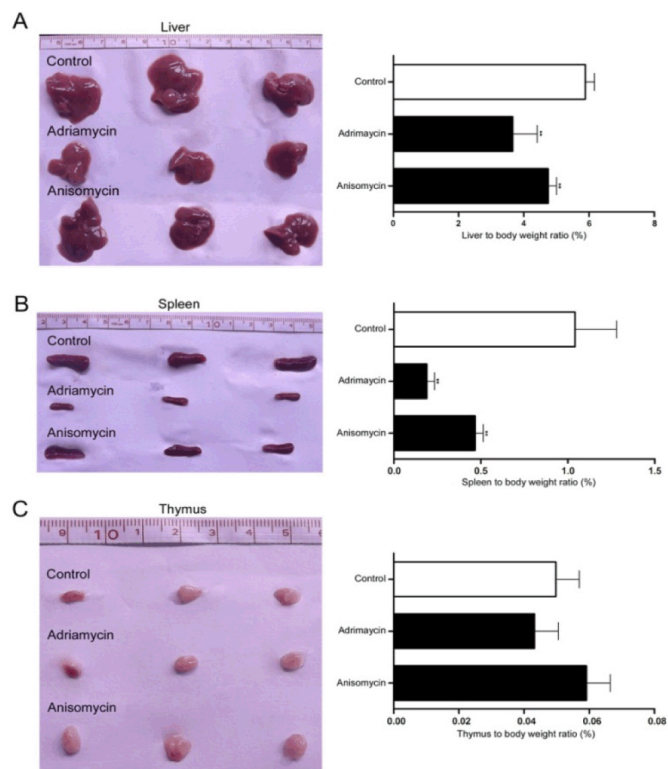 A
Liver
Control
Adriamycin
Anisomycin
Control
Adrimaycin
**
Anisomycin
**
0 2 4 6 8
Liver to body weight ratio (%)
B
Spleen
Control
Adriamycin
Anisomycin
Control
Adrimaycin
**
Anisomycin
**
0.0 0.5 1.0 1.5
Spleen to body weight ratio (%)
C
Thymus
9 10 1 2 3 4 5 6
Control
Adriamycin
Anisomycin
Control
Adrimaycin
Anisomycin
0.00 0.02 0.04 0.06 0.08
Thymus to body weight ratio (%)